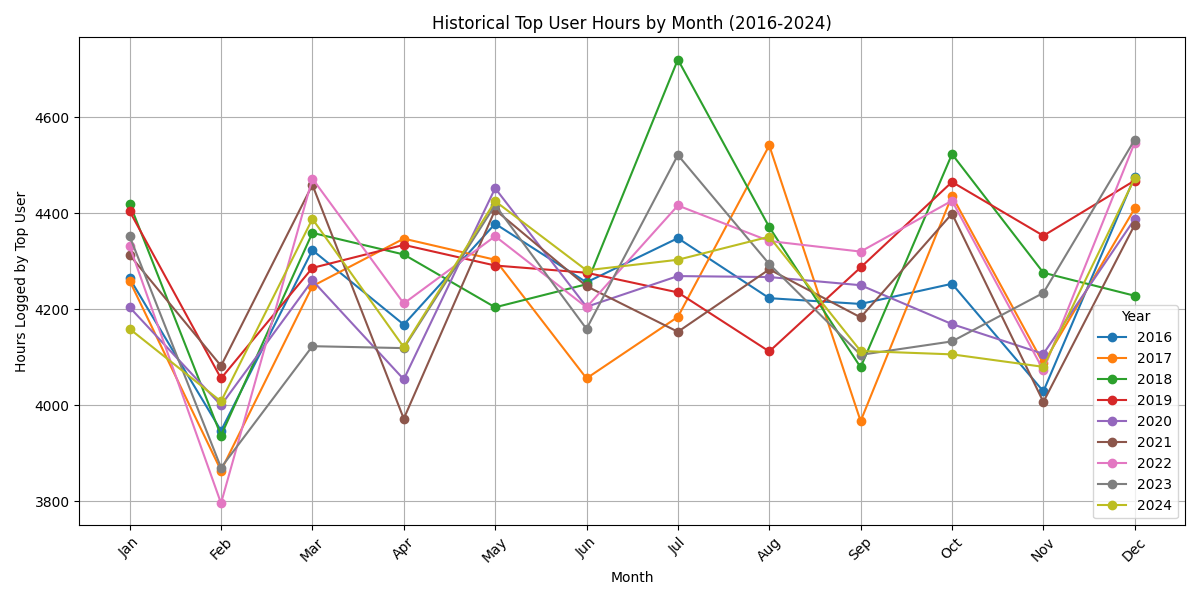 Historical Top User Hours by Month (2016-2024)
Hours Logged by Top User
4600
4400
4200
4000
3800
Jan
Feb
Mar
Apr
May
Jun
Jul
Aug
Sep
Oct
Nov
Dec
Month
Year
2016
2017
2018
2019
2020
2021
2022
2023
2024